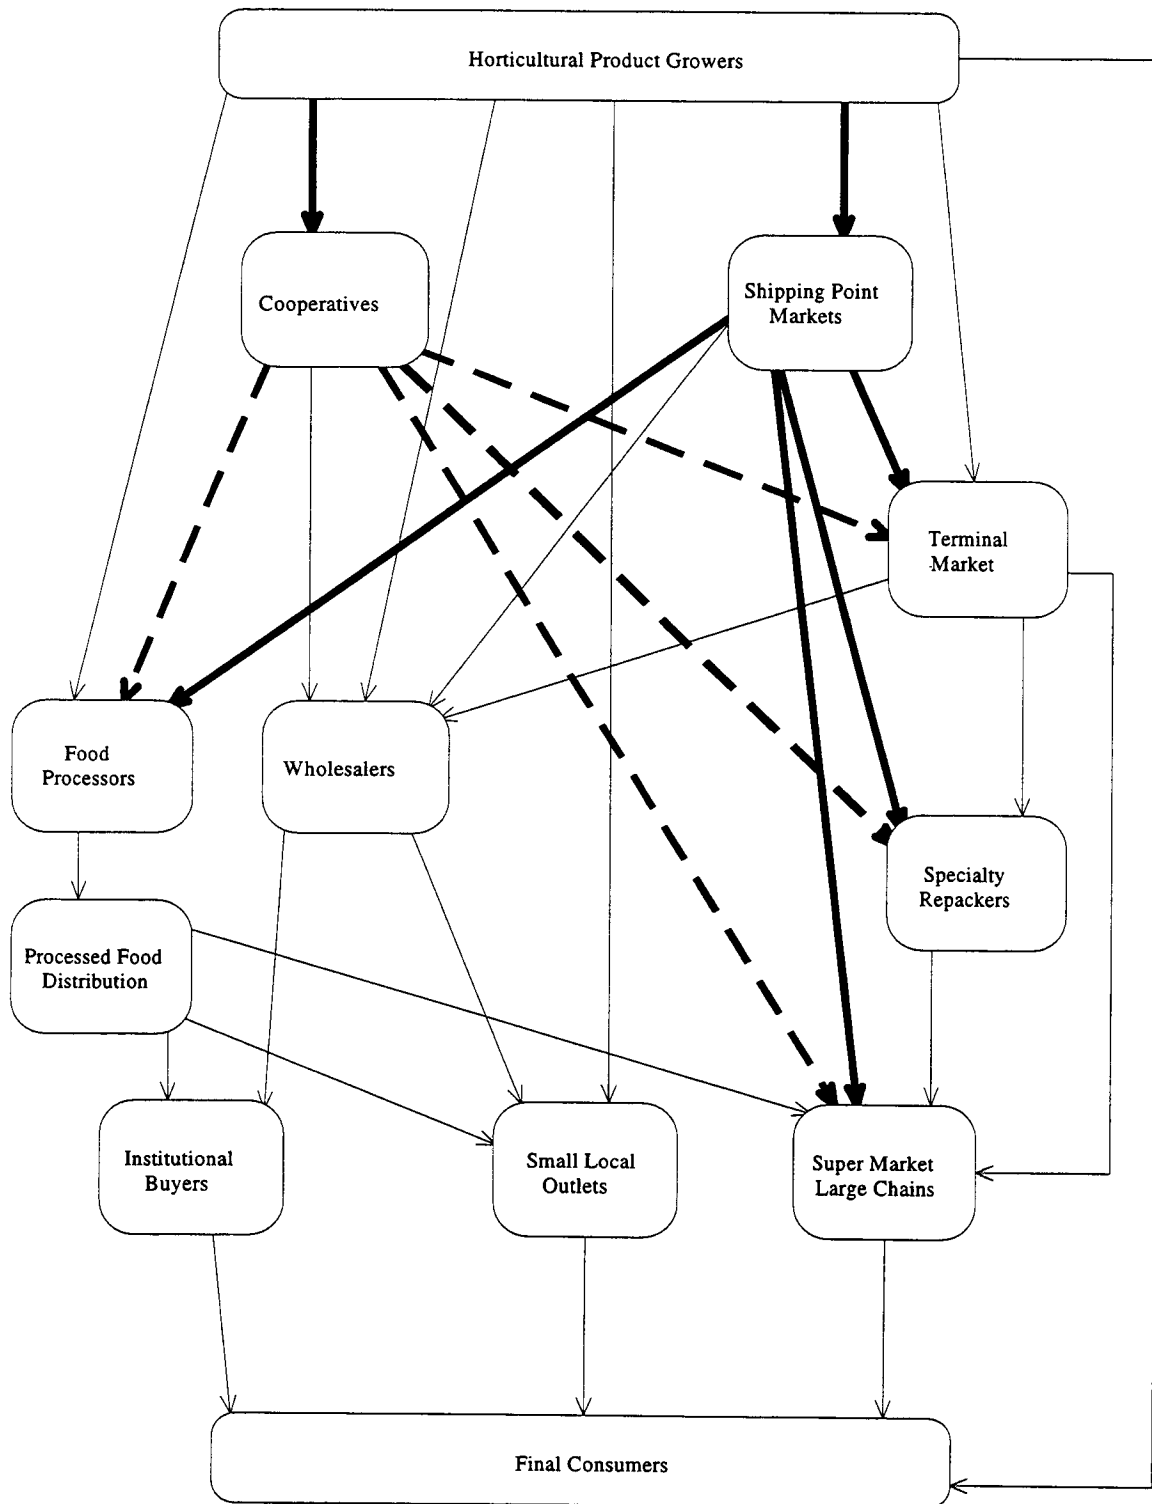 Horticultural Product Growers
Cooperatives
Shipping Point
Markets
Terminal
Market
Food
Processors
Wholesalers
Specialty
Repackers
Processed Food
Distribution
Institutional
Buyers
Small Local
Outlets
Super Market
Large Chains
Final Consumers